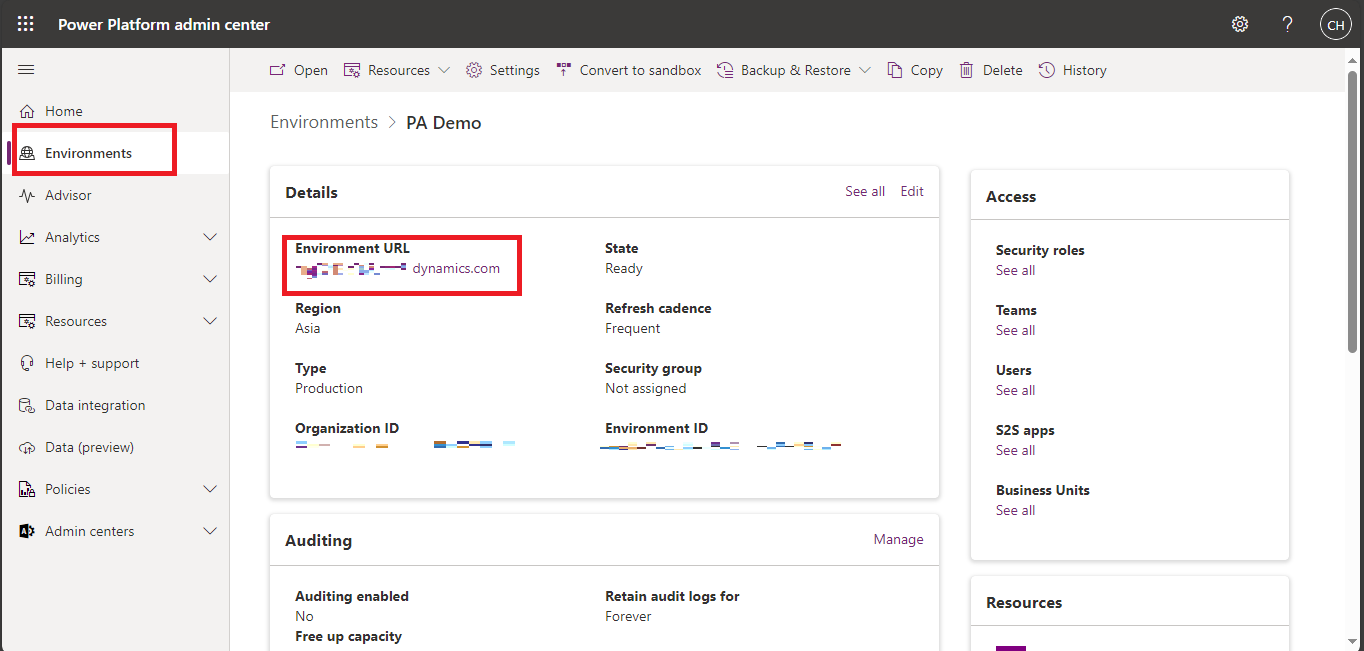 Power Platform admin center
CH
Open Resources Settings Convert to sandbox Backup & Restore Copy Delete History
Home
Environments
Advisor
Analytics
Billing
Resources
Help + support
Data integration
Data (preview)
Policies
Admin centers
Environments > PA Demo
Details
See all Edit
Environment URL
dynamics.com
State
Ready
Region
Asia
Refresh cadence
Frequent
Type
Production
Security group
Not assigned
Organization ID
Environment ID
Auditing
Manage
Auditing enabled
No
Retain audit logs for
Forever
Free up capacity
Access
Security roles
See all
Teams
See all
Users
See all
S2S apps
See all
Business Units
See all
Resources